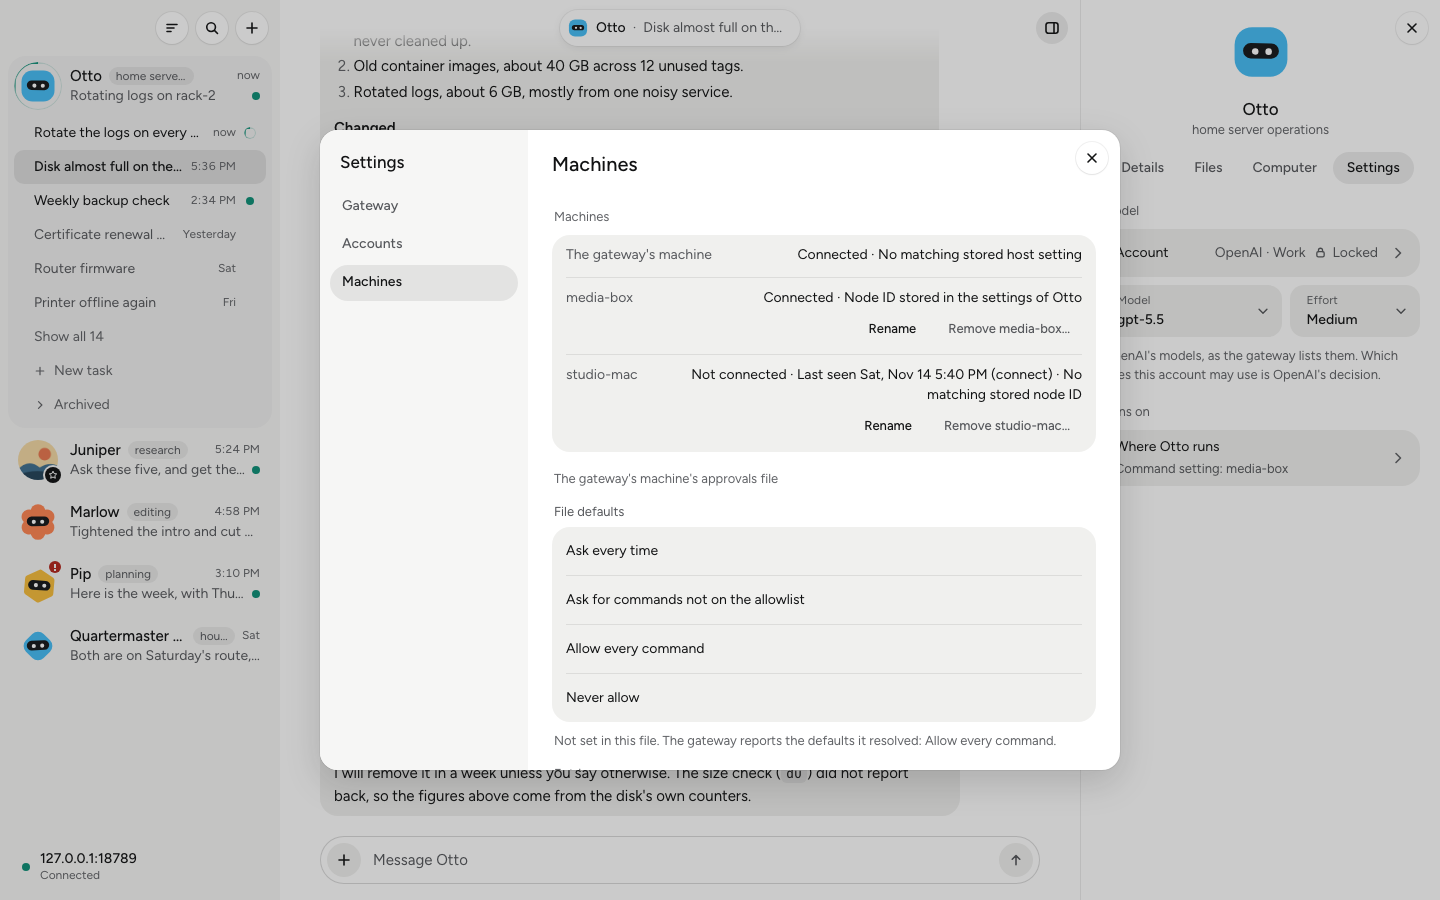 Otto
home serve...
now
Rotating logs on rack-2
Rotate the logs on every ...
now
Disk almost full on the...
5:36 PM
Weekly backup check
2:34 PM
Certificate renewal ...
Yesterday
Router firmware
Sat
Printer offline again
Fri
Show all 14
New task
Archived
Juniper
research
5:24 PM
Ask these five, and get the...
Marlow
editing
4:58 PM
Tightened the intro and cut ...
Pip
planning
3:10 PM
Here is the week, with Thu...
Quartermaster ...
hou...
Sat
Both are on Saturday's route,...
127.0.0.1:18789
Connected
Otto · Disk almost full on th...
never cleaned up.
2. Old container images, about 40 GB across 12 unused tags.
3. Rotated logs, about 6 GB, mostly from one noisy service.
Changed
Settings
Gateway
Accounts
Machines
Machines
Machines
The gateway's machine
Connected · No matching stored host setting
media-box
Connected · Node ID stored in the settings of Otto
Rename
Remove media-box...
studio-mac
Not connected · Last seen Sat, Nov 14 5:40 PM (connect) · No
matching stored node ID
Rename
Remove studio-mac...
The gateway's machine's approvals file
File defaults
Ask every time
Ask for commands not on the allowlist
Allow every command
Never allow
Not set in this file. The gateway reports the defaults it resolved: Allow every command.
I will remove it in a week unless you say otherwise. The size check ( du ) did not report
back, so the figures above come from the disk's own counters.
Message Otto
Otto
home server operations
Details
Files
Computer
Settings
Account
OpenAI · Work
Locked
Model
gpt-5.5
Effort
Medium
models, as the gateway lists them. Which
this account may use is OpenAI's decision.
on
Where Otto runs
Command setting: media-box